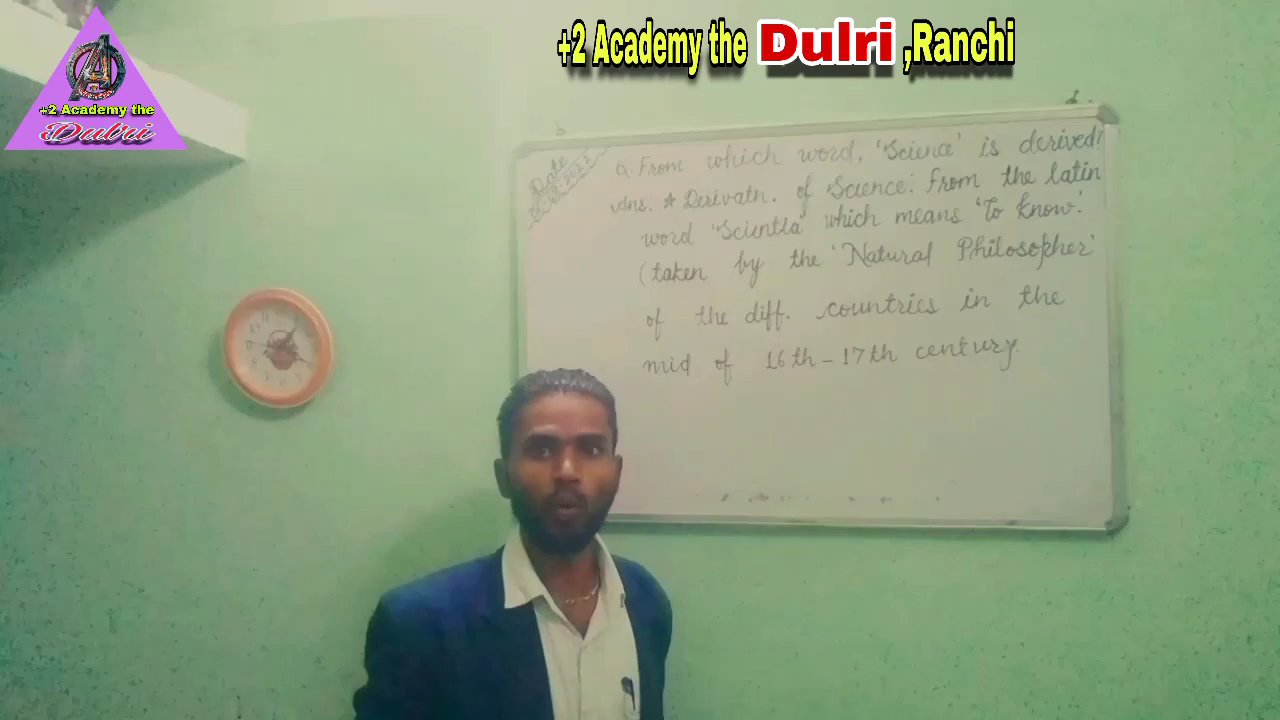 +2 Academy the Dulri ,Ranchi
+2 Academy the
Dulri
Date
Q. From which word, 'Science' is derived?
Ans: * Derivatn. of Science: From the latin
word 'Scientia' which means 'To know'.
(taken by the 'Natural Philosopher'
of the diff. countries in the
mid of 16th-17th century.